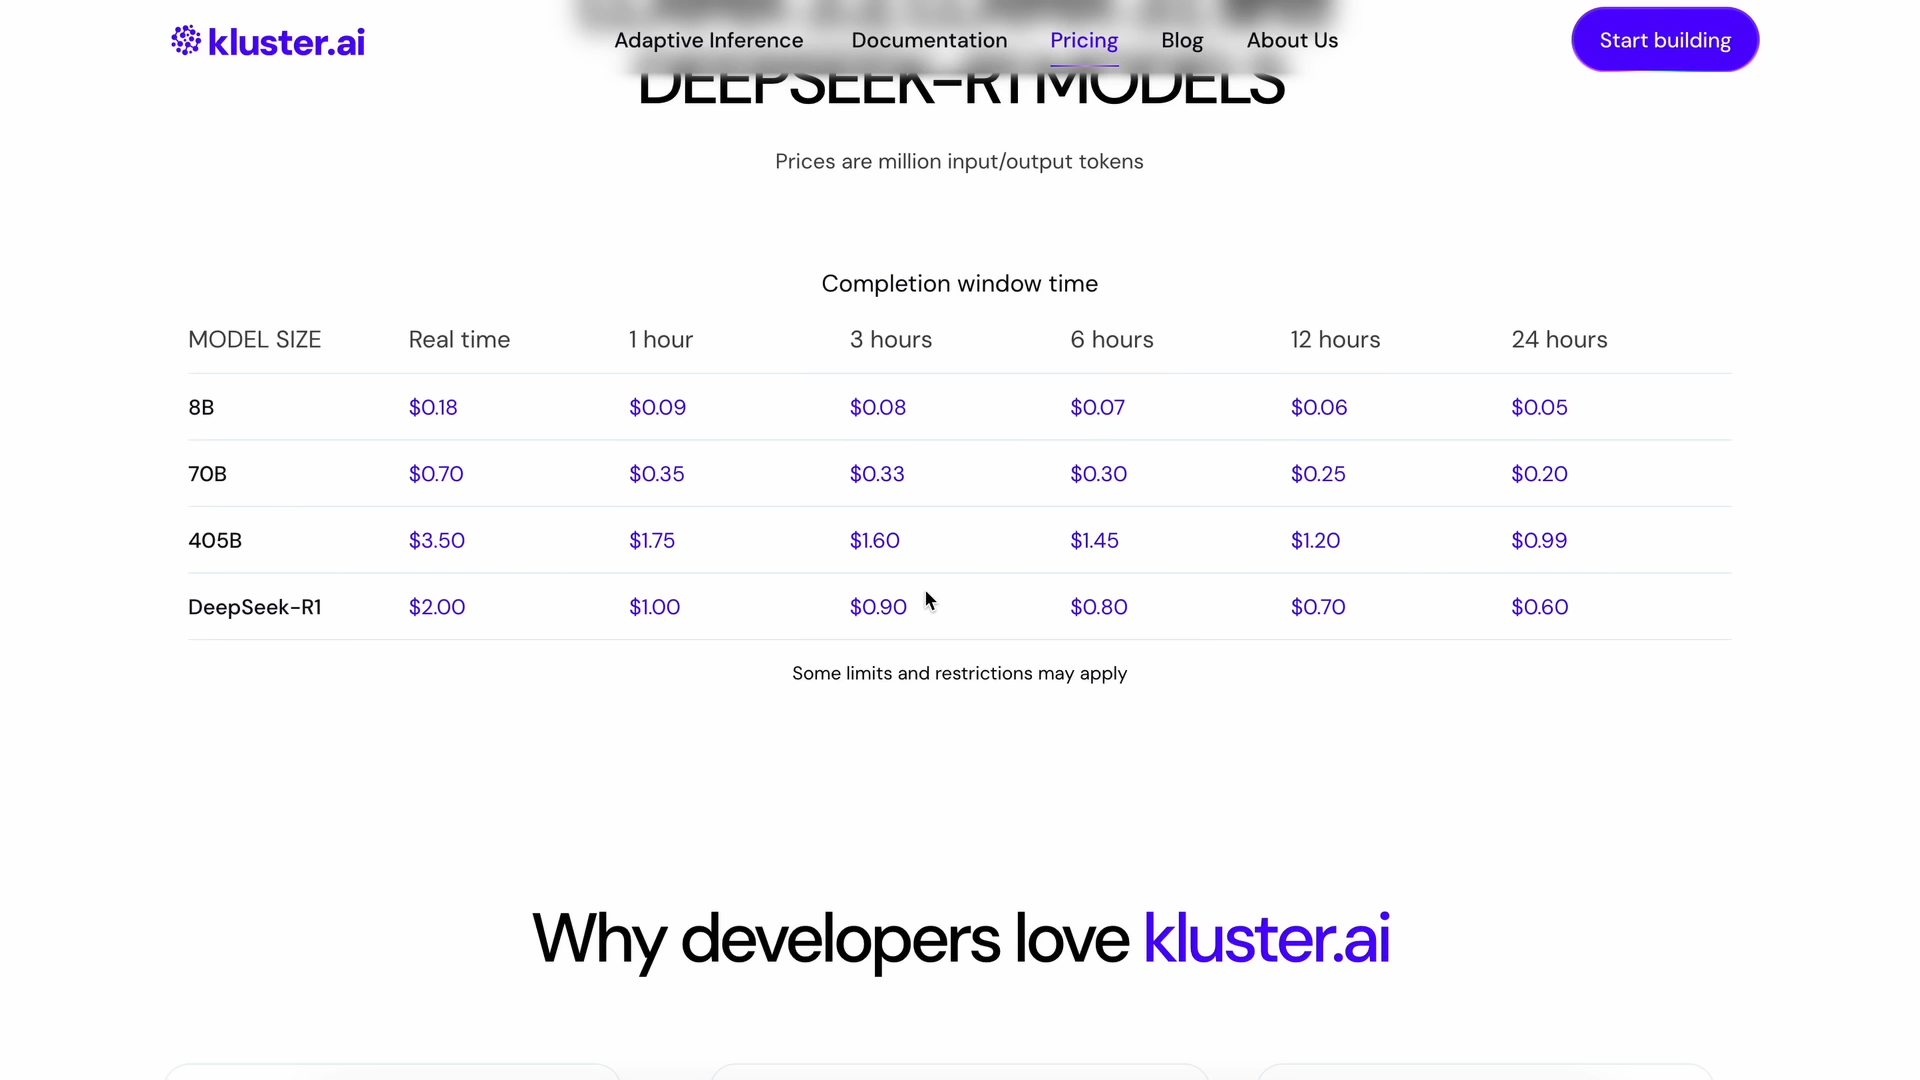 kluster.ai
Adaptive Inference Documentation Pricing Blog About Us
Start building
DEEPSEEK-R1 MODELS
Prices are million input/output tokens
Completion window time
MODEL SIZE Real time 1 hour 3 hours 6 hours 12 hours 24 hours
8B $0.18 $0.09 $0.08 $0.07 $0.06 $0.05
70B $0.70 $0.35 $0.33 $0.30 $0.25 $0.20
405B $3.50 $1.75 $1.60 $1.45 $1.20 $0.99
DeepSeek-R1 $2.00 $1.00 $0.90 $0.80 $0.70 $0.60
Some limits and restrictions may apply
Why developers love kluster.ai